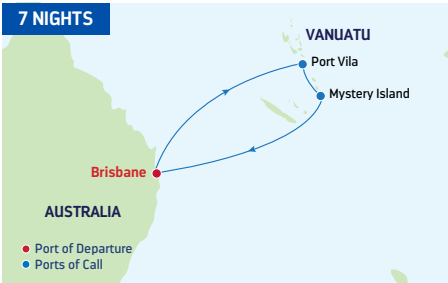 7 NIGHTS
VANUATU
Port Vila
Mystery Island
Brisbane
AUSTRALIA
Port of Departure
Ports of Call